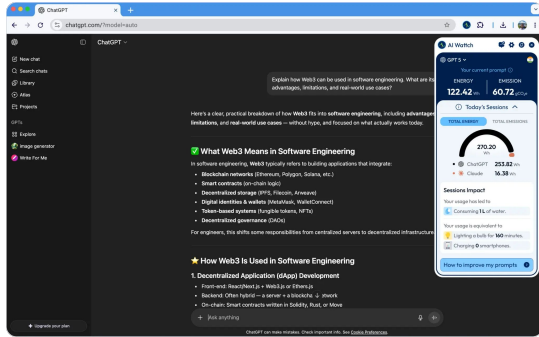 ChatGPT
chatgpt.com/?model=auto
New chat
Search chats
Library
Atlas
Projects
GPTs
Explore
Image generator
Write For Me
Upgrade your plan
ChatGPT
Explain how Web3 can be used in software engineering. What are its
advantages, limitations, and real-world use cases?
Here's a clear, practical breakdown of how Web3 fits into software engineering, including advantages
limitations, and real-world use cases — without hype, and focused on what actually works today.
What Web3 Means in Software Engineering
In software engineering, Web3 typically refers to building applications that integrate:
• Blockchain networks (Ethereum, Polygon, Solana, etc.)
• Smart contracts (on-chain logic)
• Decentralized storage (IPFS, Filecoin, Arweave)
• Digital identities & wallets (MetaMask, WalletConnect)
• Token-based systems (fungible tokens, NFTs)
• Decentralized governance (DAOs)
For engineers, this shifts some responsibilities from centralized servers to decentralized infrastructure
How Web3 Is Used in Software Engineering
1. Decentralized Application (dApp) Development
• Front-end: React/Next.js + Web3.js or Ethers.js
• Backend: Often hybrid — a server + a blockcha
• On-chain: Smart contracts written in Solidity, Rust, or Move
Ask anything
ChatGPT can make mistakes. Check important info. See Cookie Preferences.
AI Wattch
GPT 5
Your current prompt
ENERGY EMISSION
122.42 Wh 60.72 gCO₂e
Today's Sessions
TOTAL ENERGY TOTAL EMISSIONS
270.20
Wh
• ChatGPT 253.82 Wh
• Claude 16.38 Wh
Sessions Impact
Your usage has led to
Consuming 1 L of water.
Your usage is equivalent to
Lighting a bulb for 160 minutes.
Charging 0 smartphones.
How to improve my prompts